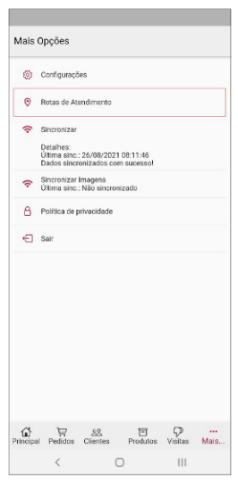 Mais Opções
Configurações
Rotas de Atendimento
Sincronizar
Detalhes:
Última sinc.: 26/08/2021 08:11:46
Dados sincronizados com sucesso!
Sincronizar Imagens
Última sinc.: Não sincronizado
Política de privacidade
Sair
Principal Pedidos Clientes Produtos Visitas Mais...